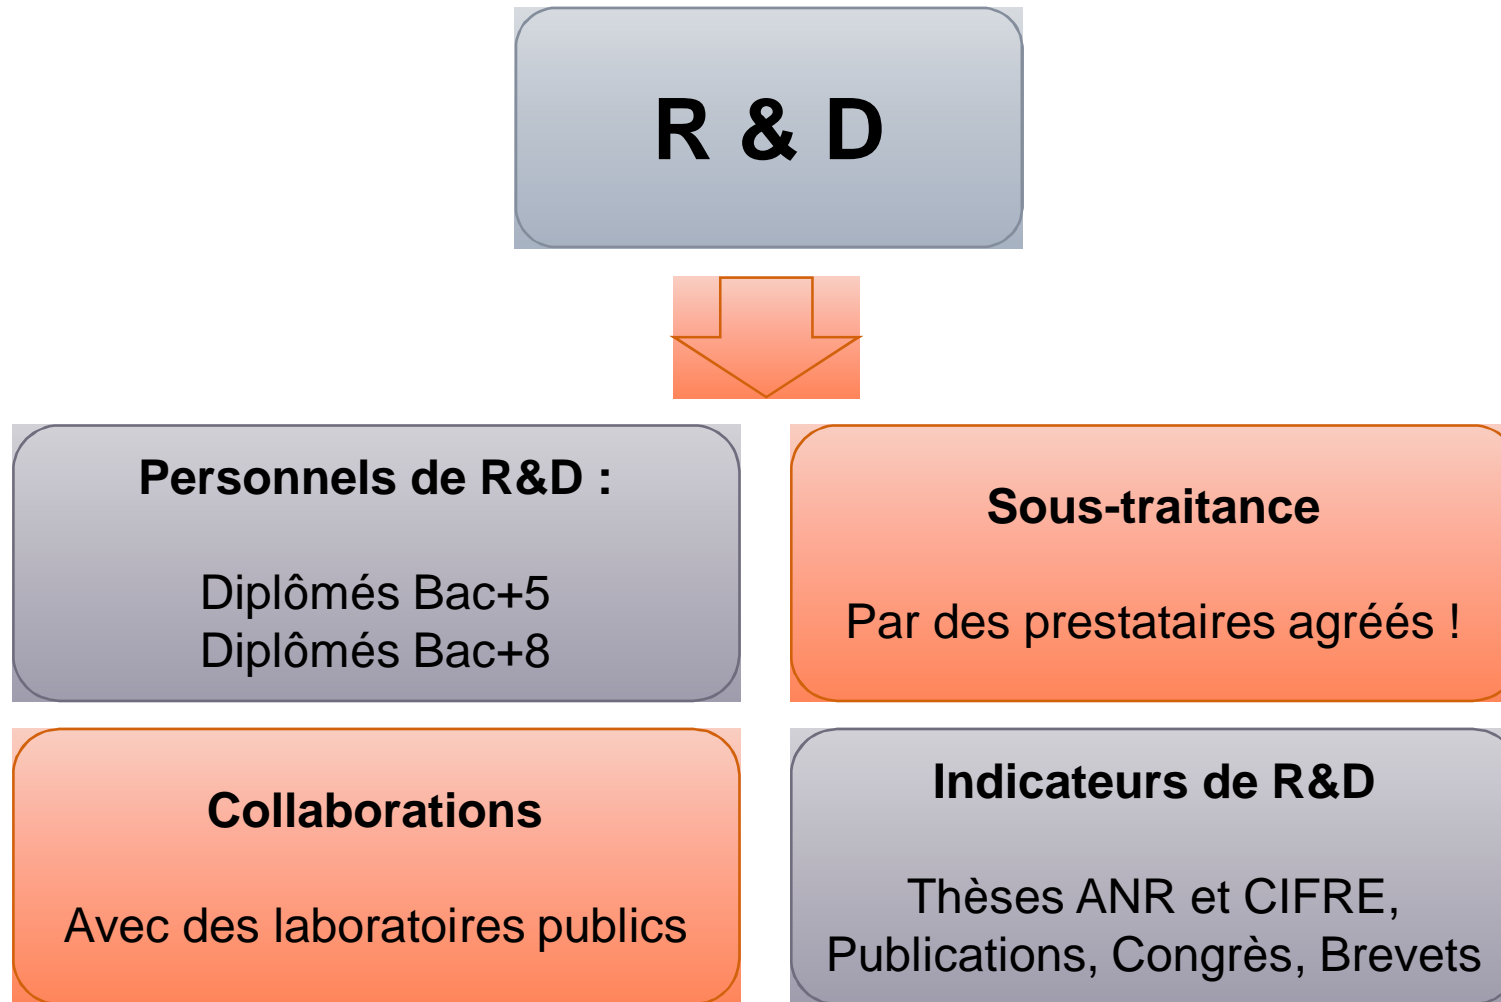 R & D
Personnels de R&D :
Diplômés Bac+5
Diplômés Bac+8
Sous-traitance
Par des prestataires agréés !
Collaborations
Avec des laboratoires publics
Indicateurs de R&D
Thèses ANR et CIFRE,
Publications, Congrès, Brevets